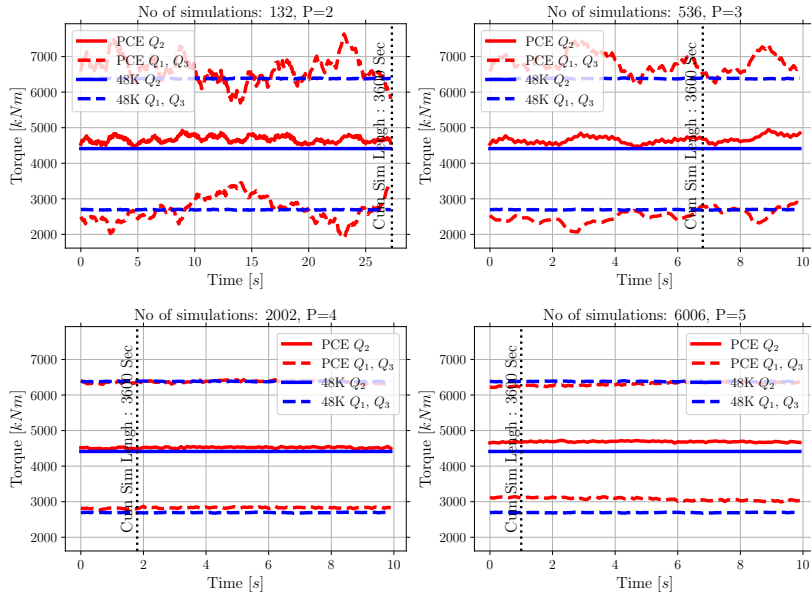 No of simulations: 132, P=2
PCE Q2
PCE Q1, Q3
48K Q2
48K Q1, Q3
Cum Sim Lengh : 3600 Sec
Torque [kNm]
7000
6000
5000
4000
3000
2000
0 5 10 15 20 25
Time [s]
No of simulations: 536, P=3
PCE Q2
PCE Q1, Q3
48K Q2
48K Q1, Q3
Cum Sim Lengh : 3600 Sec
Torque [kNm]
7000
6000
5000
4000
3000
2000
0 2 4 6 8 10
Time [s]
No of simulations: 2002, P=4
PCE Q2
PCE Q1, Q3
48K Q2
48K Q1, Q3
Cum Sim Lengh : 3600 Sec
Torque [kNm]
7000
6000
5000
4000
3000
2000
0 2 4 6 8 10
Time [s]
No of simulations: 6006, P=5
PCE Q2
PCE Q1, Q3
48K Q2
48K Q1, Q3
Cum Sim Lengh : 3600 Sec
Torque [kNm]
7000
6000
5000
4000
3000
2000
0 2 4 6 8 10
Time [s]